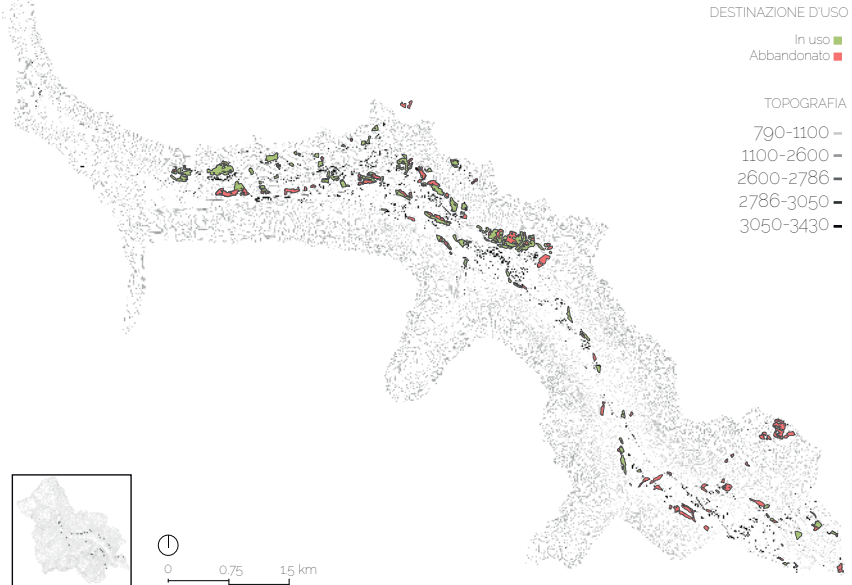 DESTINAZIONE D'USO
In uso
Abbandonato
TOPOGRAFIA
790-1100
1100-2600
2600-2786
2786-3050
3050-3430
0 0.75 1.5 km